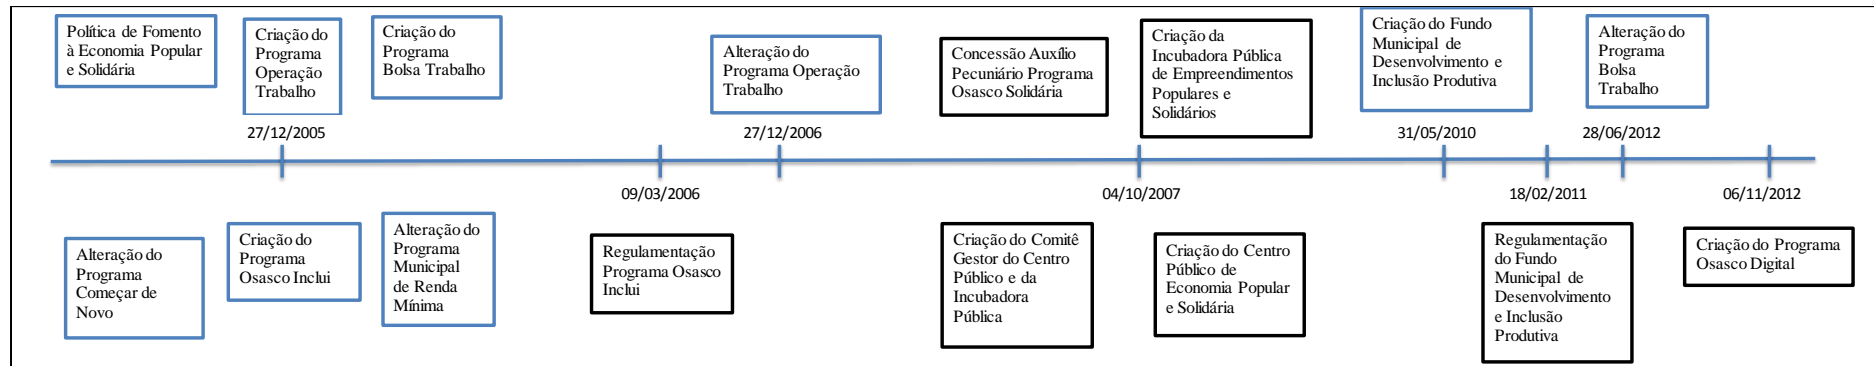 Política de Fomento
à Economia Popular
e Solidária
Criação do
Programa
Operação
Trabalho
Criação do
Programa
Bolsa Trabalho
Alteração do
Programa Operação
Trabalho
Concessão Auxílio
Pecuniário Programa
Osasco Solidária
Criação da
Incubadora Pública
de Empreendimentos
Populares e
Solidários
Criação do Fundo
Municipal de
Desenvolvimento e
Inclusão Produtiva
Alteração do
Programa
Bolsa
Trabalho
27/12/2005
27/12/2006
31/05/2010
28/06/2012
09/03/2006
04/10/2007
18/02/2011
06/11/2012
Alteração do
Programa
Começar de
Novo
Criação do
Programa
Osasco Inclui
Alteração do
Programa
Municipal
de Renda
Mínima
Regulamentação
Programa Osasco
Inclui
Criação do Comitê
Gestor do Centro
Público e da
Incubadora
Pública
Criação do Centro
Público de
Economia Popular
e Solidária
Regulamentação
do Fundo
Municipal de
Desenvolvimento
e Inclusão
Produtiva
Criação do Programa
Osasco Digital